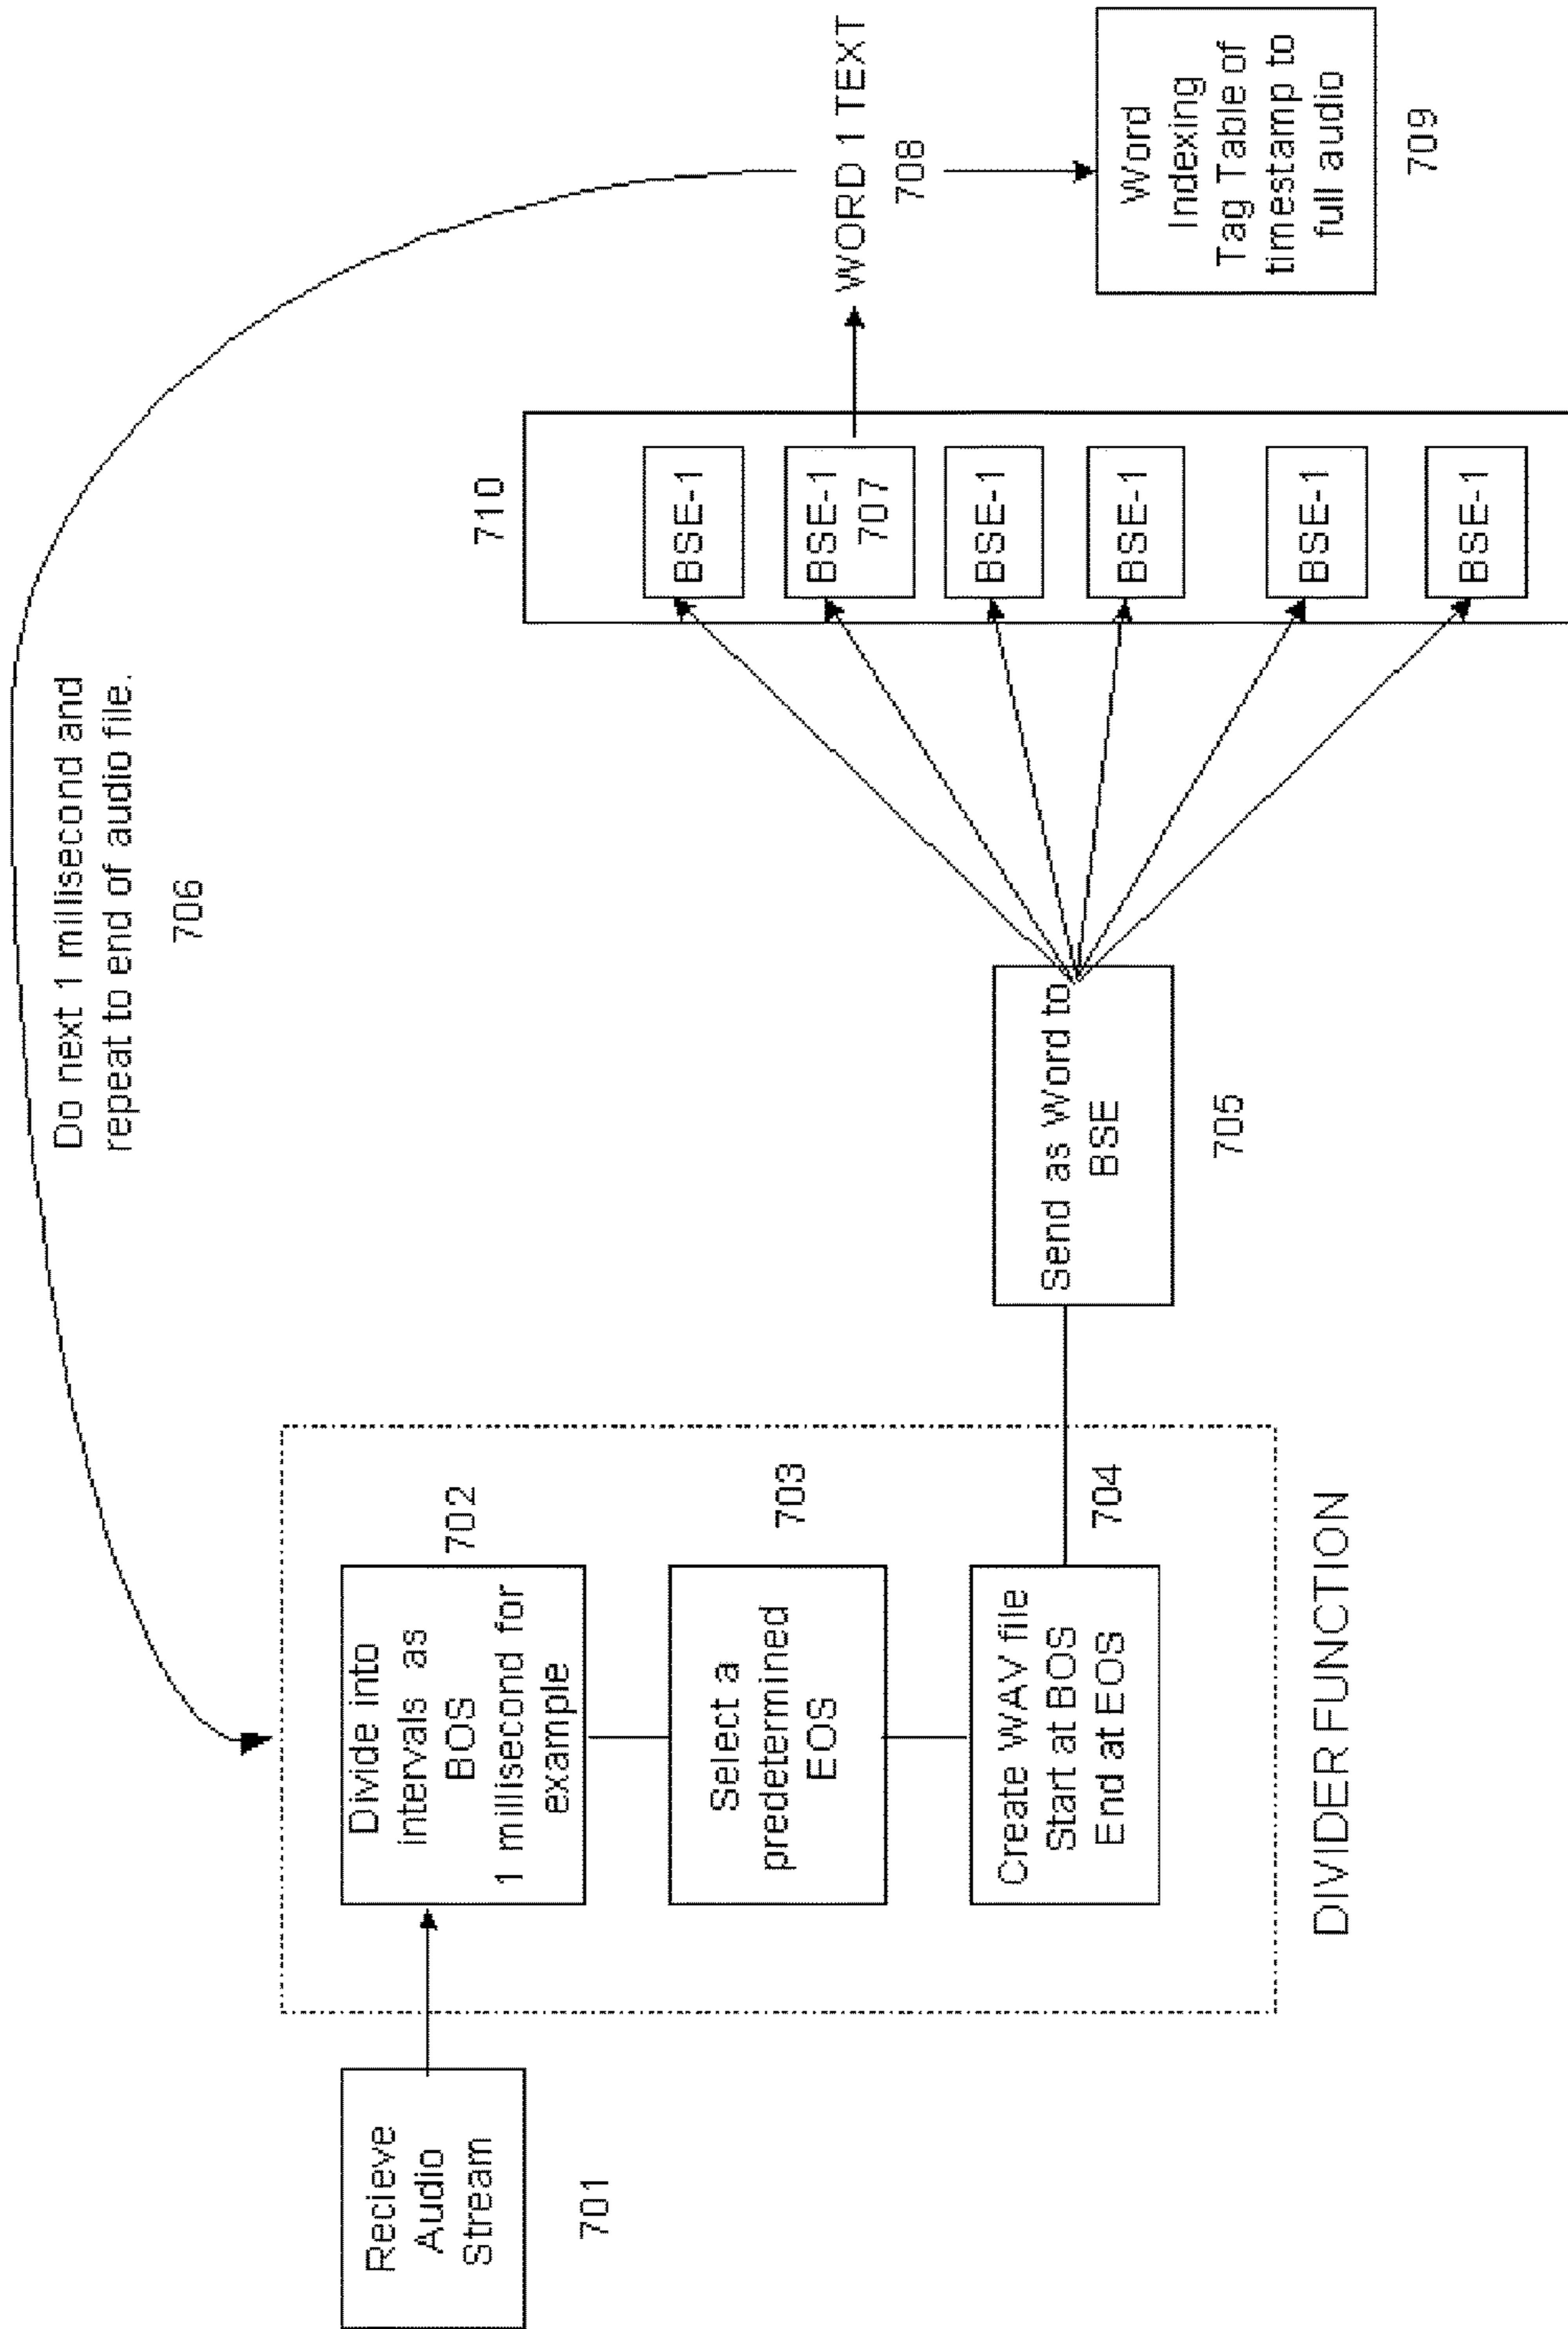 Do next 1 millisecond and
repeat to end of audio file.
706
Recieve
Audio
Stream
701
Divide into
intervals as
BOS
1 millisecond for
example
702
Select a
predetermined
EOS
703
Create WAV file
Start at BOS
End at EOS
704
DIVIDER FUNCTION
Send as Word to
BSE
705
710
BSE-1
BSE-1
707
BSE-1
BSE-1
BSE-1
BSE-1
WORD 1 TEXT
708
Word
Indexing
Tag Table of
timestamp to
full audio
709